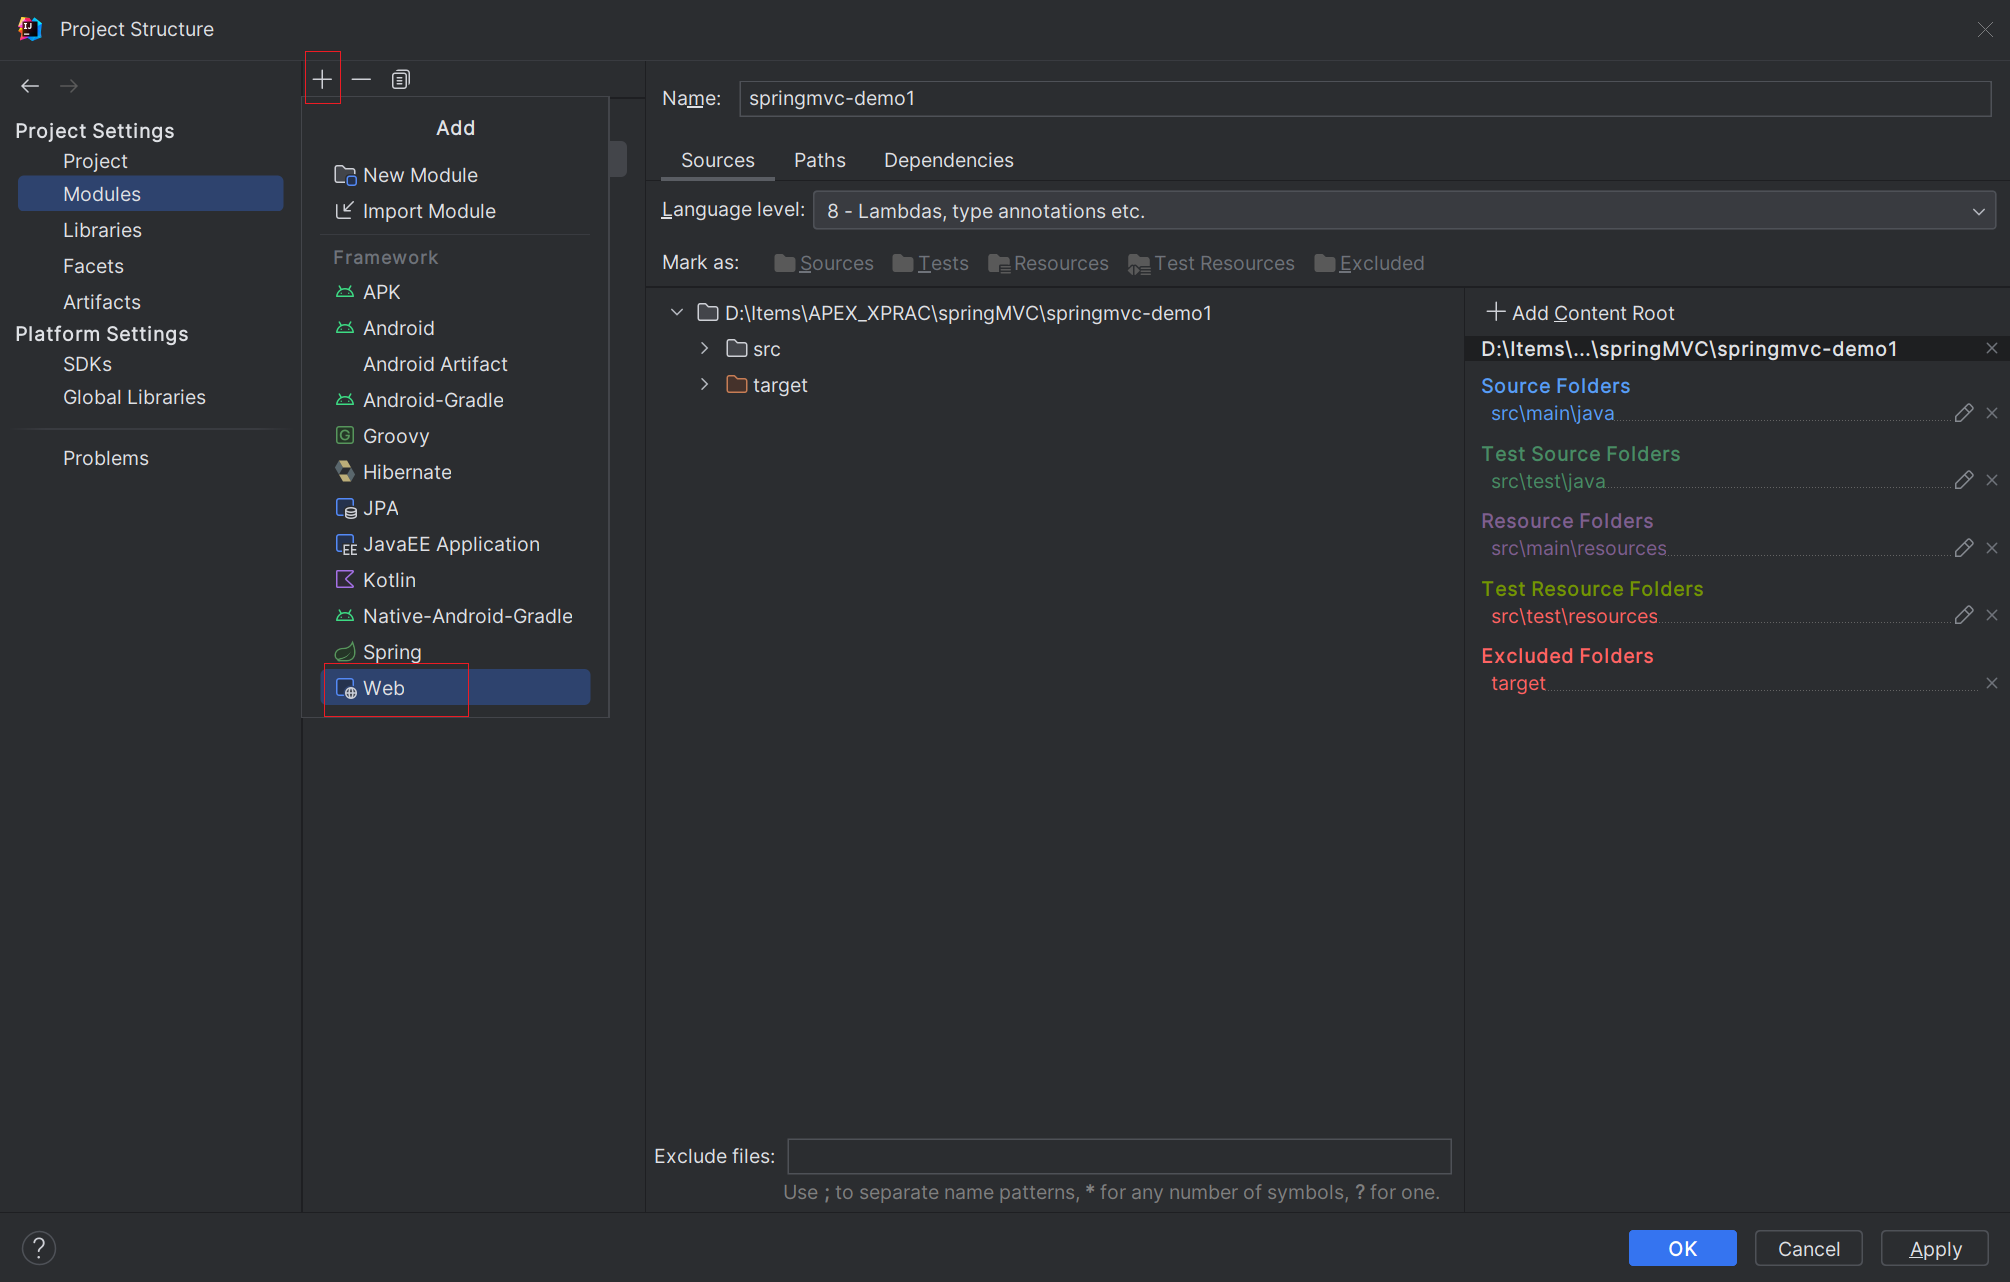 Project Structure
Project Settings
Project
Modules
Libraries
Facets
Artifacts
Platform Settings
SDKs
Global Libraries
Problems
Add
New Module
Import Module
Framework
APK
Android
Android Artifact
Android-Gradle
Groovy
Hibernate
JPA
JavaEE Application
Kotlin
Native-Android-Gradle
Spring
Web
Name: springmvc-demo1
Sources Paths Dependencies
Language level: 8 - Lambdas, type annotations etc.
Mark as: Sources Tests Resources Test Resources Excluded
D:\Items\APEX_XPRAC\springMVC\springmvc-demo1
src
target
Add Content Root
D:\Items\...\springMVC\springmvc-demo1
Source Folders
src\main\java
Test Source Folders
src\test\java
Resource Folders
src\main\resources
Test Resource Folders
src\test\resources
Excluded Folders
target
Exclude files:
Use ; to separate name patterns, * for any number of symbols, ? for one.
? OK Cancel Apply